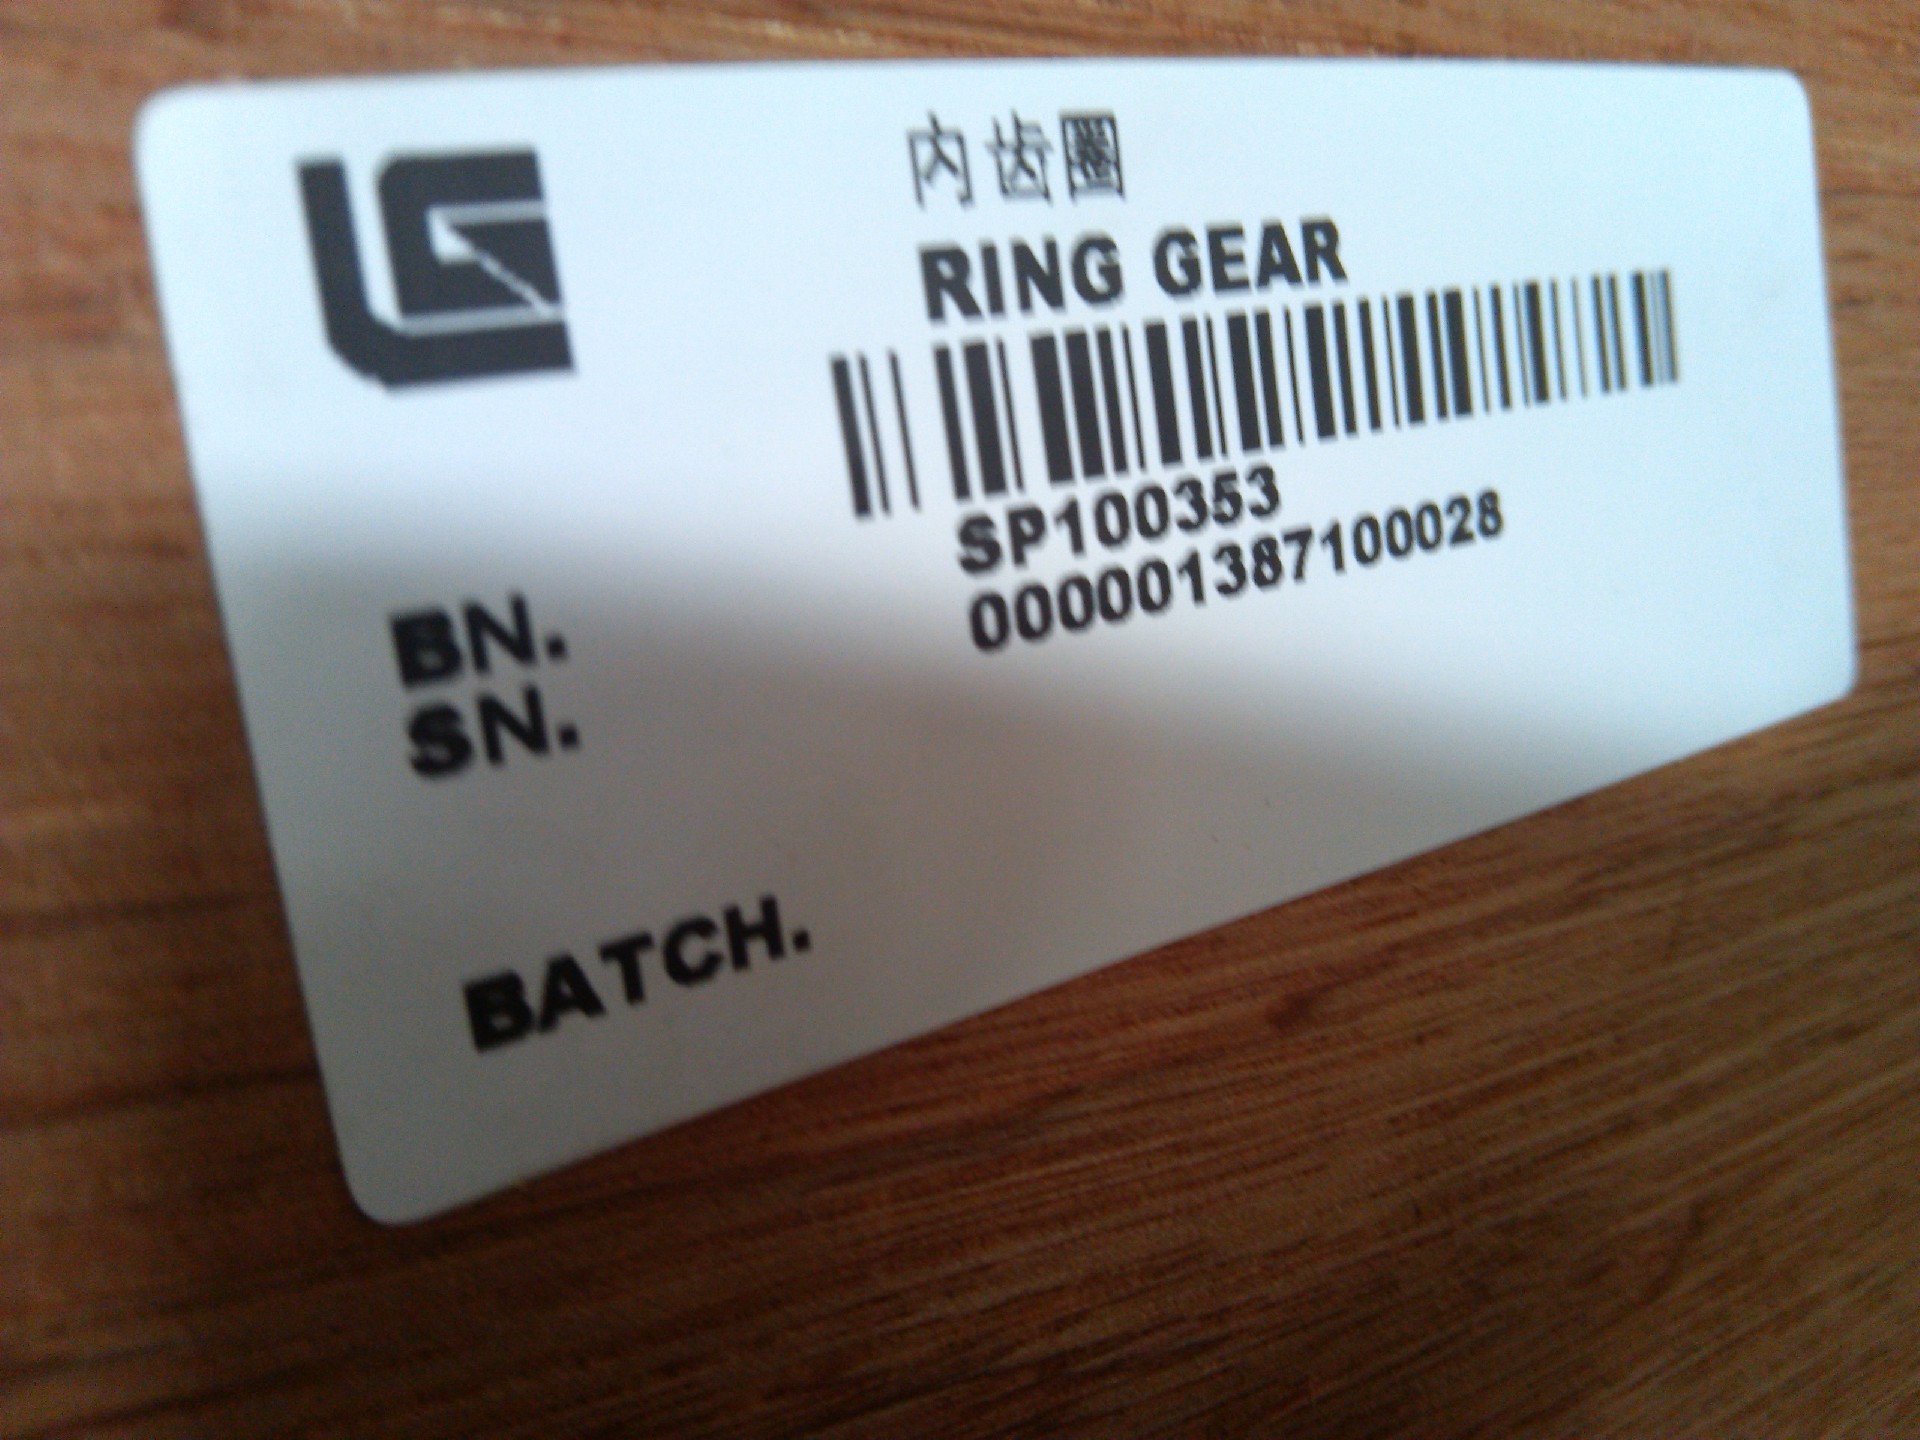 内齿圈
RING GEAR
SP100353
000001387100028
BN.
SN.
BATCH.